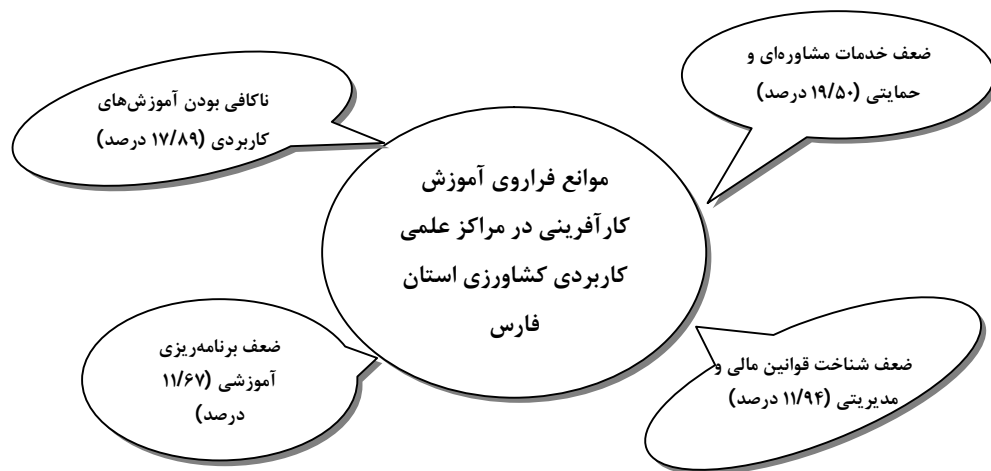 ضعف خدمات مشاوره‌ای و
حمایتی (۱۹/۵۰ درصد)
ناکافی بودن آموزش‌های
کاربردی (۱۷/۸۹ درصد)
موانع فراروی آموزش
کارآفرینی در مراکز علمی
کاربردی کشاورزی استان
فارس
ضعف شناخت قوانین مالی و
مدیریتی (۱۱/۹۴ درصد)
ضعف برنامه‌ریزی
آموزشی (۱۱/۶۷
درصد)